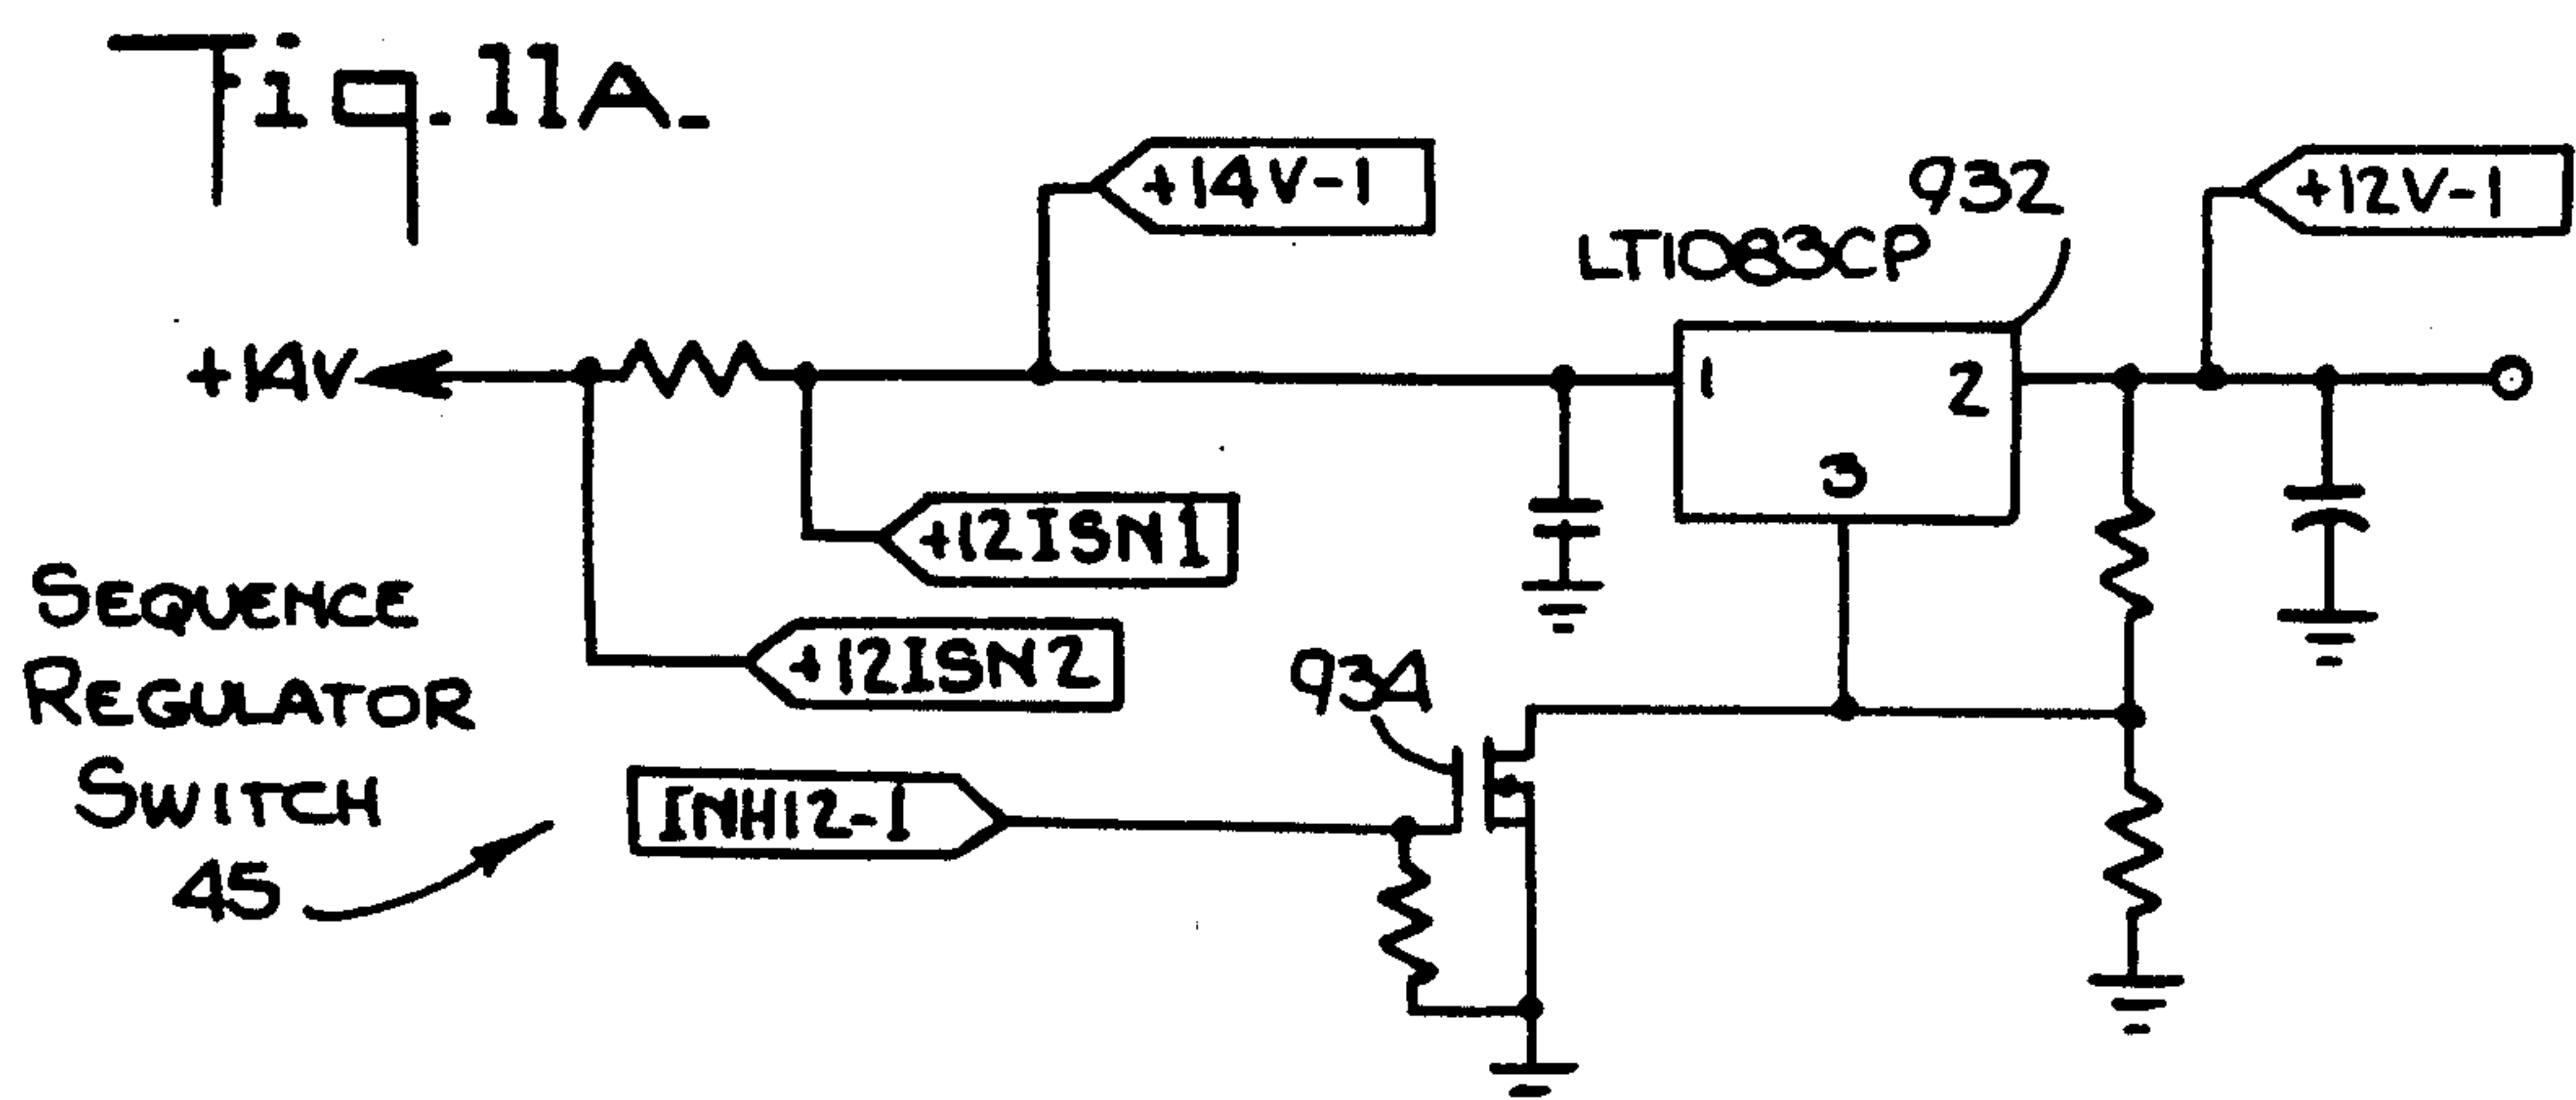 Fig. 11A.
+14V-1
932
+12V-1
LT1083CP
+14V
1
2
3
+12ISN1
SEQUENCE
REGULATOR
SWITCH
45
+12ISN2
934
INH12-1